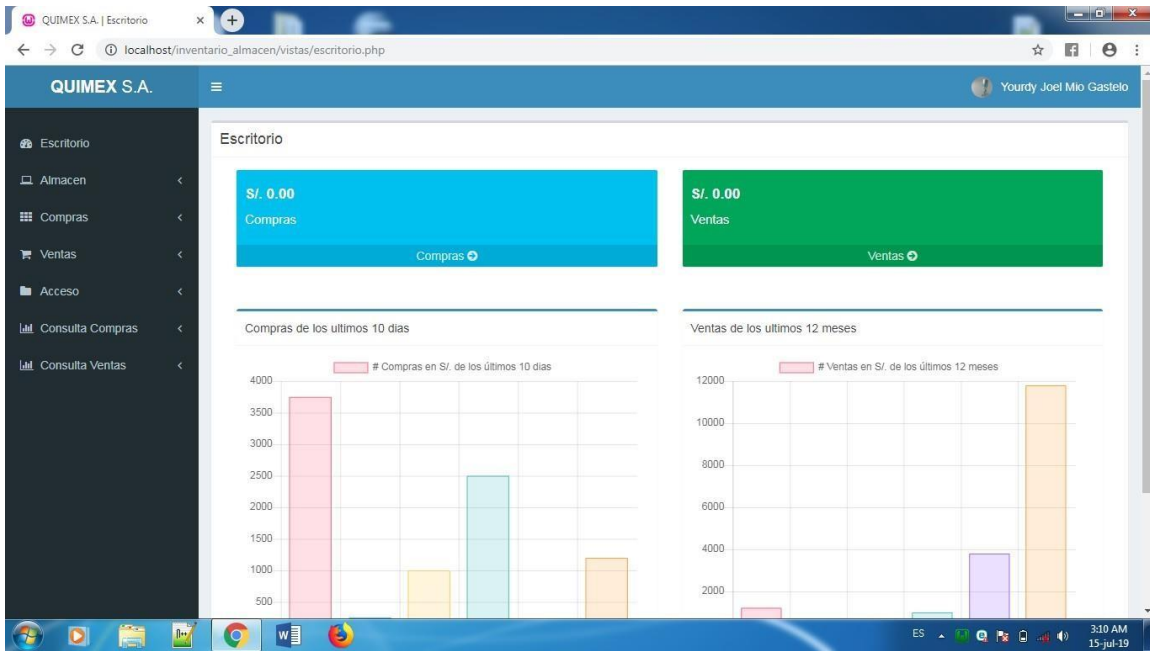 QUIMEX S.A. | Escritorio
localhost/inventario_almacen/vistas/escritorio.php
QUIMEX S.A.
Yourdy Joel Mio Gastelo
Escritorio
Almacen
Compras
Ventas
Acceso
Consulta Compras
Consulta Ventas
Escritorio
S/. 0.00
Compras
Compras
S/. 0.00
Ventas
Ventas
Compras de los ultimos 10 dias
# Compras en S/. de los últimos 10 dias
4000
3500
3000
2500
2000
1500
1000
500
Ventas de los ultimos 12 meses
# Ventas en S/. de los últimos 12 meses
12000
10000
8000
6000
4000
2000
ES
3:10 AM
15-jul-19